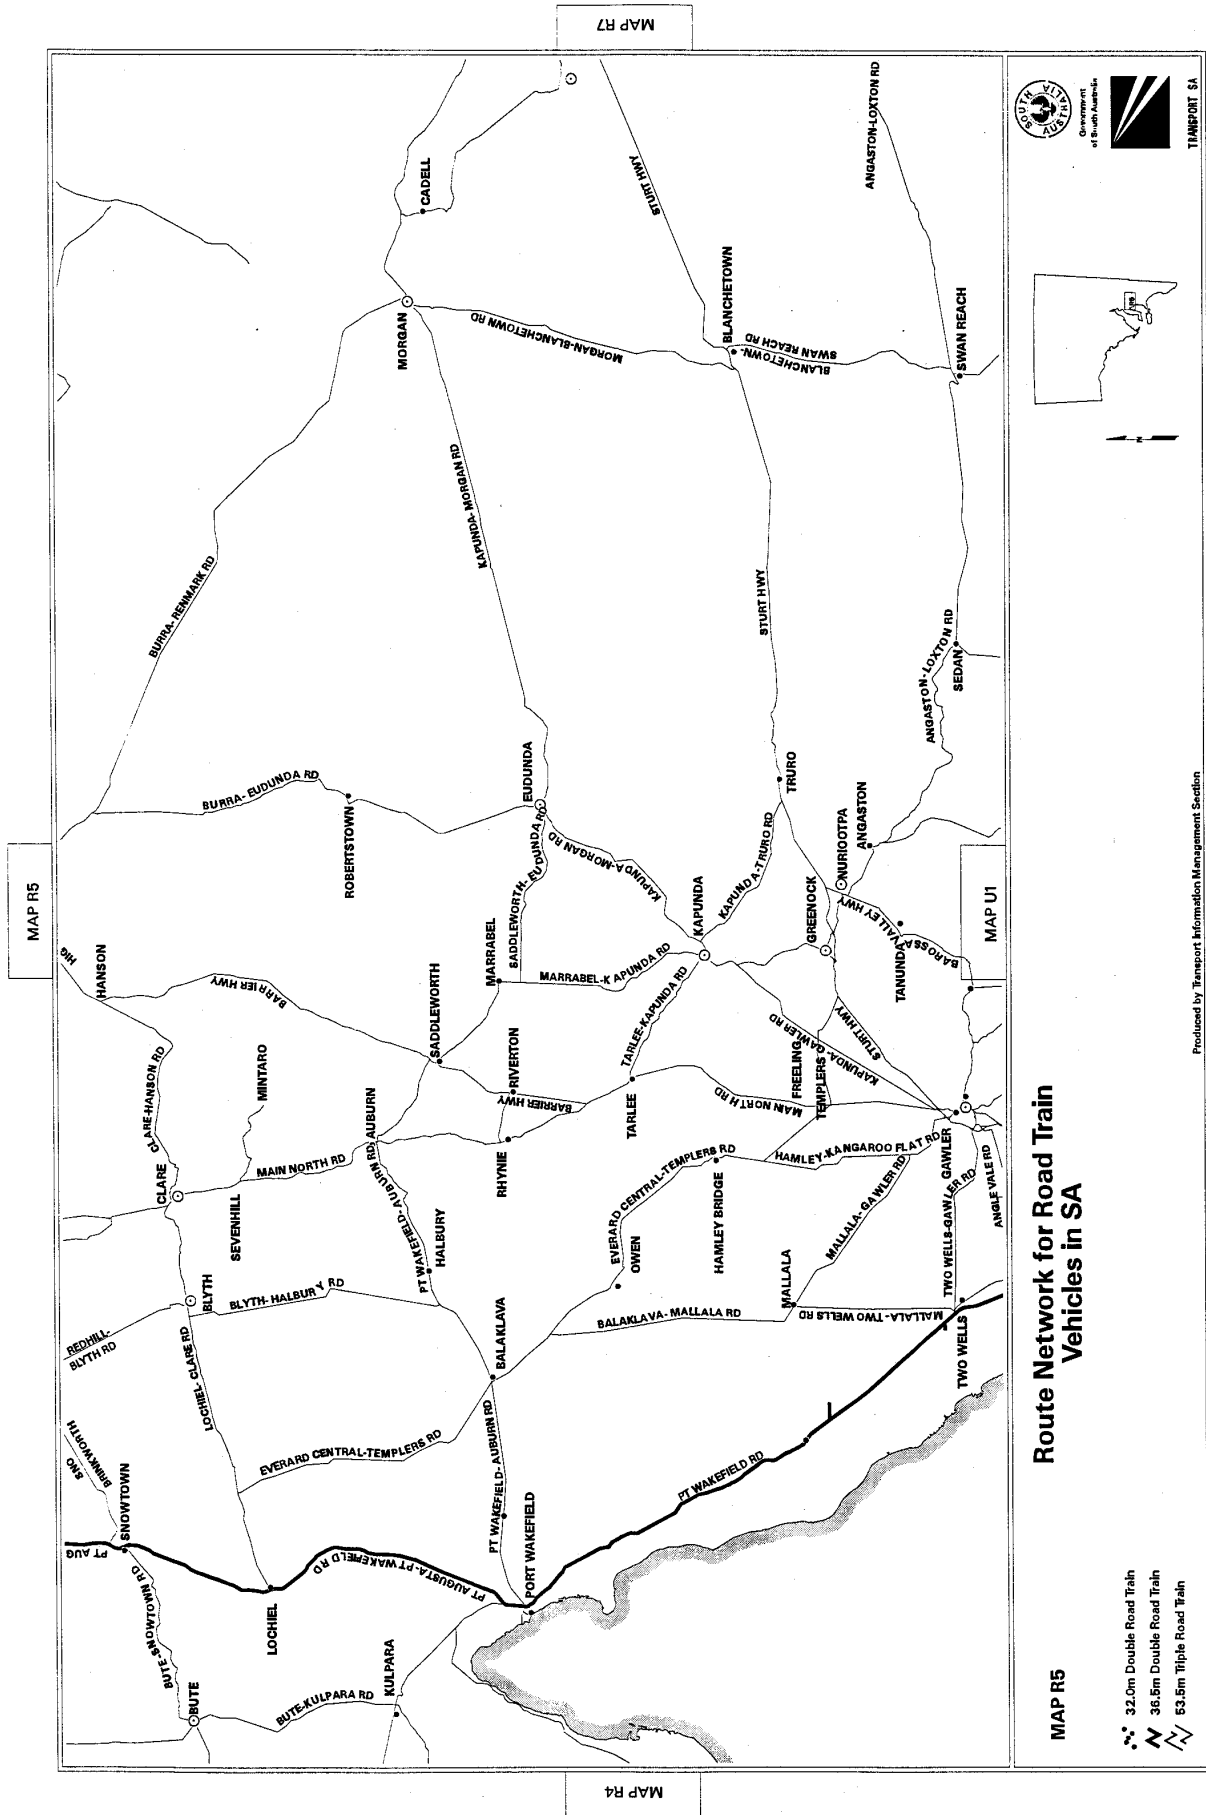 MAP R5
MAP R7
MAP R4
MAP U1
HIG
HANSON
PT AUG
SNO
BRINKWORTH
SNOWTOWN
BUTE-SNOWTOWN RD
BUTE
BUTE-KULPARA RD
KULPARA
LOCHIEL
PT AUGUSTA-PT WAKEFIELD RD
PORT WAKEFIELD
PT WAKEFIELD-AUBURN RD
PT WAKEFIELD RD
REDHILL-
BLYTH RD
LOCHIEL-CLARE RD
EVERARD CENTRAL-TEMPLERS RD
BLYTH
BLYTH-HALBURY RD
CLARE
CLARE-HANSON RD
SEVENHILL
MAIN NORTH RD
MINTARO
BARRIER HWY
AUBURN
PT WAKEFIELD-AUBURN RD
HALBURY
BALAKLAVA
BALAKLAVA-MALLALA RD
SADDLEWORTH
RHYNIE
RIVERTON
BARRIER HWY
MARRABEL
SADDLEWORTH-EUDUNDA RD
MARRABEL-KAPUNDA RD
BURRA-EUDUNDA RD
ROBERTSTOWN
EUDUNDA
KAPUNDA-MORGAN RD
BURRA-RENMARK RD
KAPUNDA-MORGAN RD
MORGAN
CADELL
MORGAN-BLANCHETOWN RD
STURT HWY
BLANCHETOWN
BLANCHETOWN-
SWAN REACH RD
SWAN REACH
ANGASTON-LOXTON RD
STURT HWY
ANGASTON-LOXTON RD
SEDAN
TRURO
KAPUNDA-TRURO RD
KAPUNDA
TARLEE-KAPUNDA RD
TARLEE
MAIN NORTH RD
EVERARD CENTRAL-TEMPLERS RD
OWEN
HAMLEY BRIDGE
HAMLEY-KANGAROO FLAT RD
MALLALA
MALLALA-GAWLER RD
MALLALA-TWO WELLS RD
TWO WELLS
TWO WELLS-GAWLER RD
GAWLER
ANGLE VALE RD
FREELING
TEMPLERS
KAPUNDA-GAWLER RD
STURT HWY
GREENOCK
NURIOOTPA
ANGASTON
TANUNDA
BAROSSA VALLEY HWY
Route Network for Road Train
Vehicles in SA
MAP R5
32.0m Double Road Train
36.5m Double Road Train
53.5m Triple Road Train
N
R5
SOUTH AUSTRALIA
Government
of South Australia
TRANSPORT SA
Produced by Transport Information Management Section